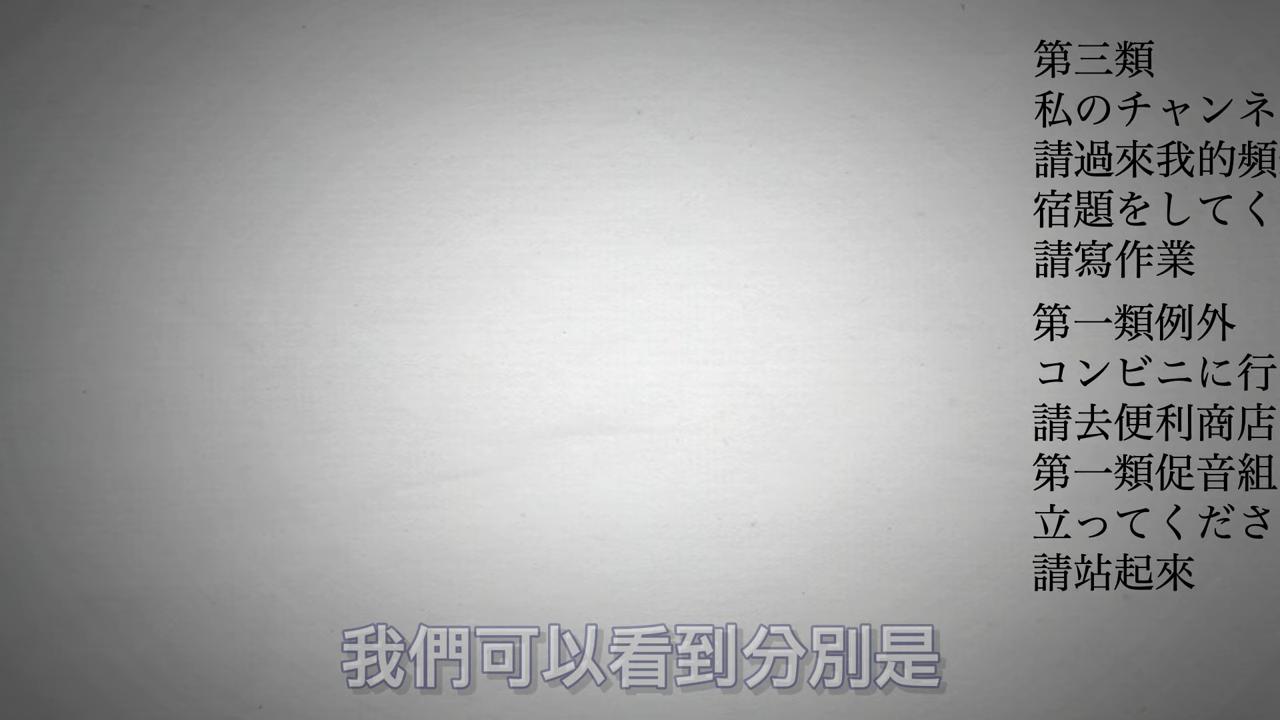 第三類
私のチャンネ
請過來我的頻
宿題をしてく
請寫作業
第一類例外
コンビニに行
請去便利商店
第一類促音組
立ってくださ
請站起來
我們可以看到分別是